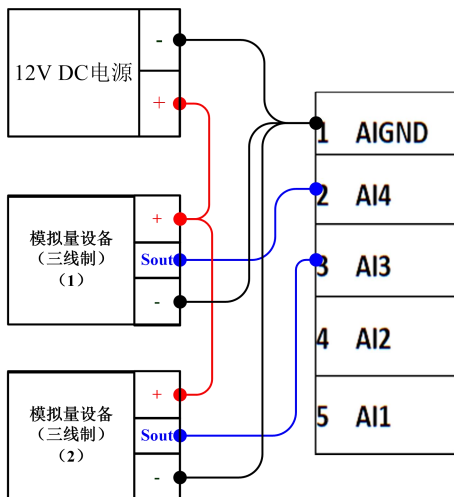 12V DC电源
-
+
模拟量设备
（三线制）
（1）
+
Sout
-
模拟量设备
（三线制）
（2）
+
Sout
-
1 AIGND
2 AI4
3 AI3
4 AI2
5 AI1